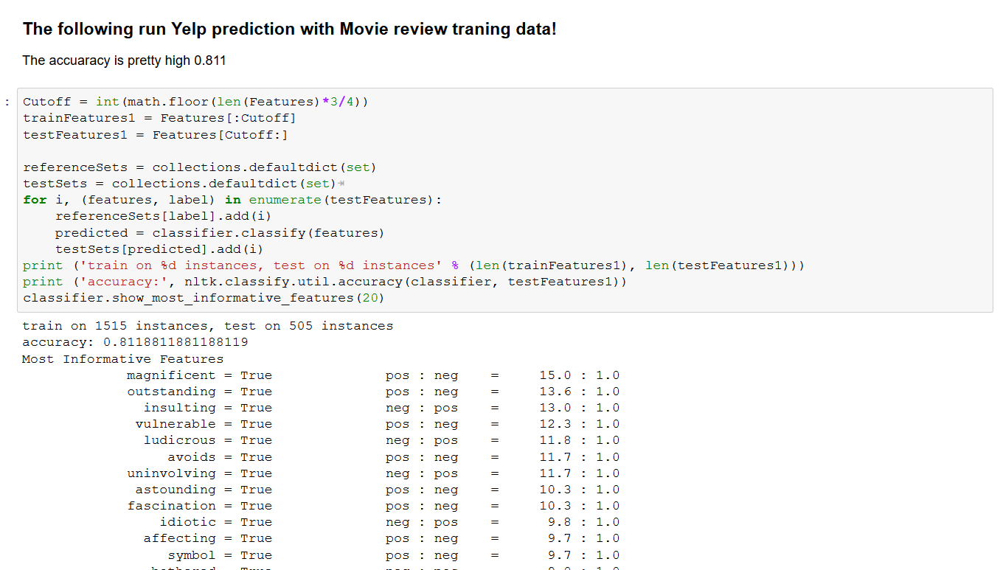 The following run Yelp prediction with Movie review traning data!
The accuaracy is pretty high 0.811
:
Cutoff = int(math.floor(len(Features)*3/4))
trainFeatures1 = Features[:Cutoff]
testFeatures1 = Features[Cutoff:]
referenceSets = collections.defaultdict(set)
testSets = collections.defaultdict(set)
for i, (features, label) in enumerate(testFeatures):
    referenceSets[label].add(i)
    predicted = classifier.classify(features)
    testSets[predicted].add(i)
print ('train on %d instances, test on %d instances' % (len(trainFeatures1), len(testFeatures1)))
print ('accuracy:', nltk.classify.util.accuracy(classifier, testFeatures1))
classifier.show_most_informative_features(20)
train on 1515 instances, test on 505 instances
accuracy: 0.8118811881188119
Most Informative Features
magnificent = True pos : neg = 15.0 : 1.0
outstanding = True pos : neg = 13.6 : 1.0
insulting = True neg : pos = 13.0 : 1.0
vulnerable = True pos : neg = 12.3 : 1.0
ludicrous = True neg : pos = 11.8 : 1.0
avoids = True pos : neg = 11.7 : 1.0
uninvolving = True neg : pos = 11.7 : 1.0
astounding = True pos : neg = 10.3 : 1.0
fascination = True pos : neg = 10.3 : 1.0
idiotic = True neg : pos = 9.8 : 1.0
affecting = True pos : neg = 9.7 : 1.0
symbol = True pos : neg = 9.7 : 1.0